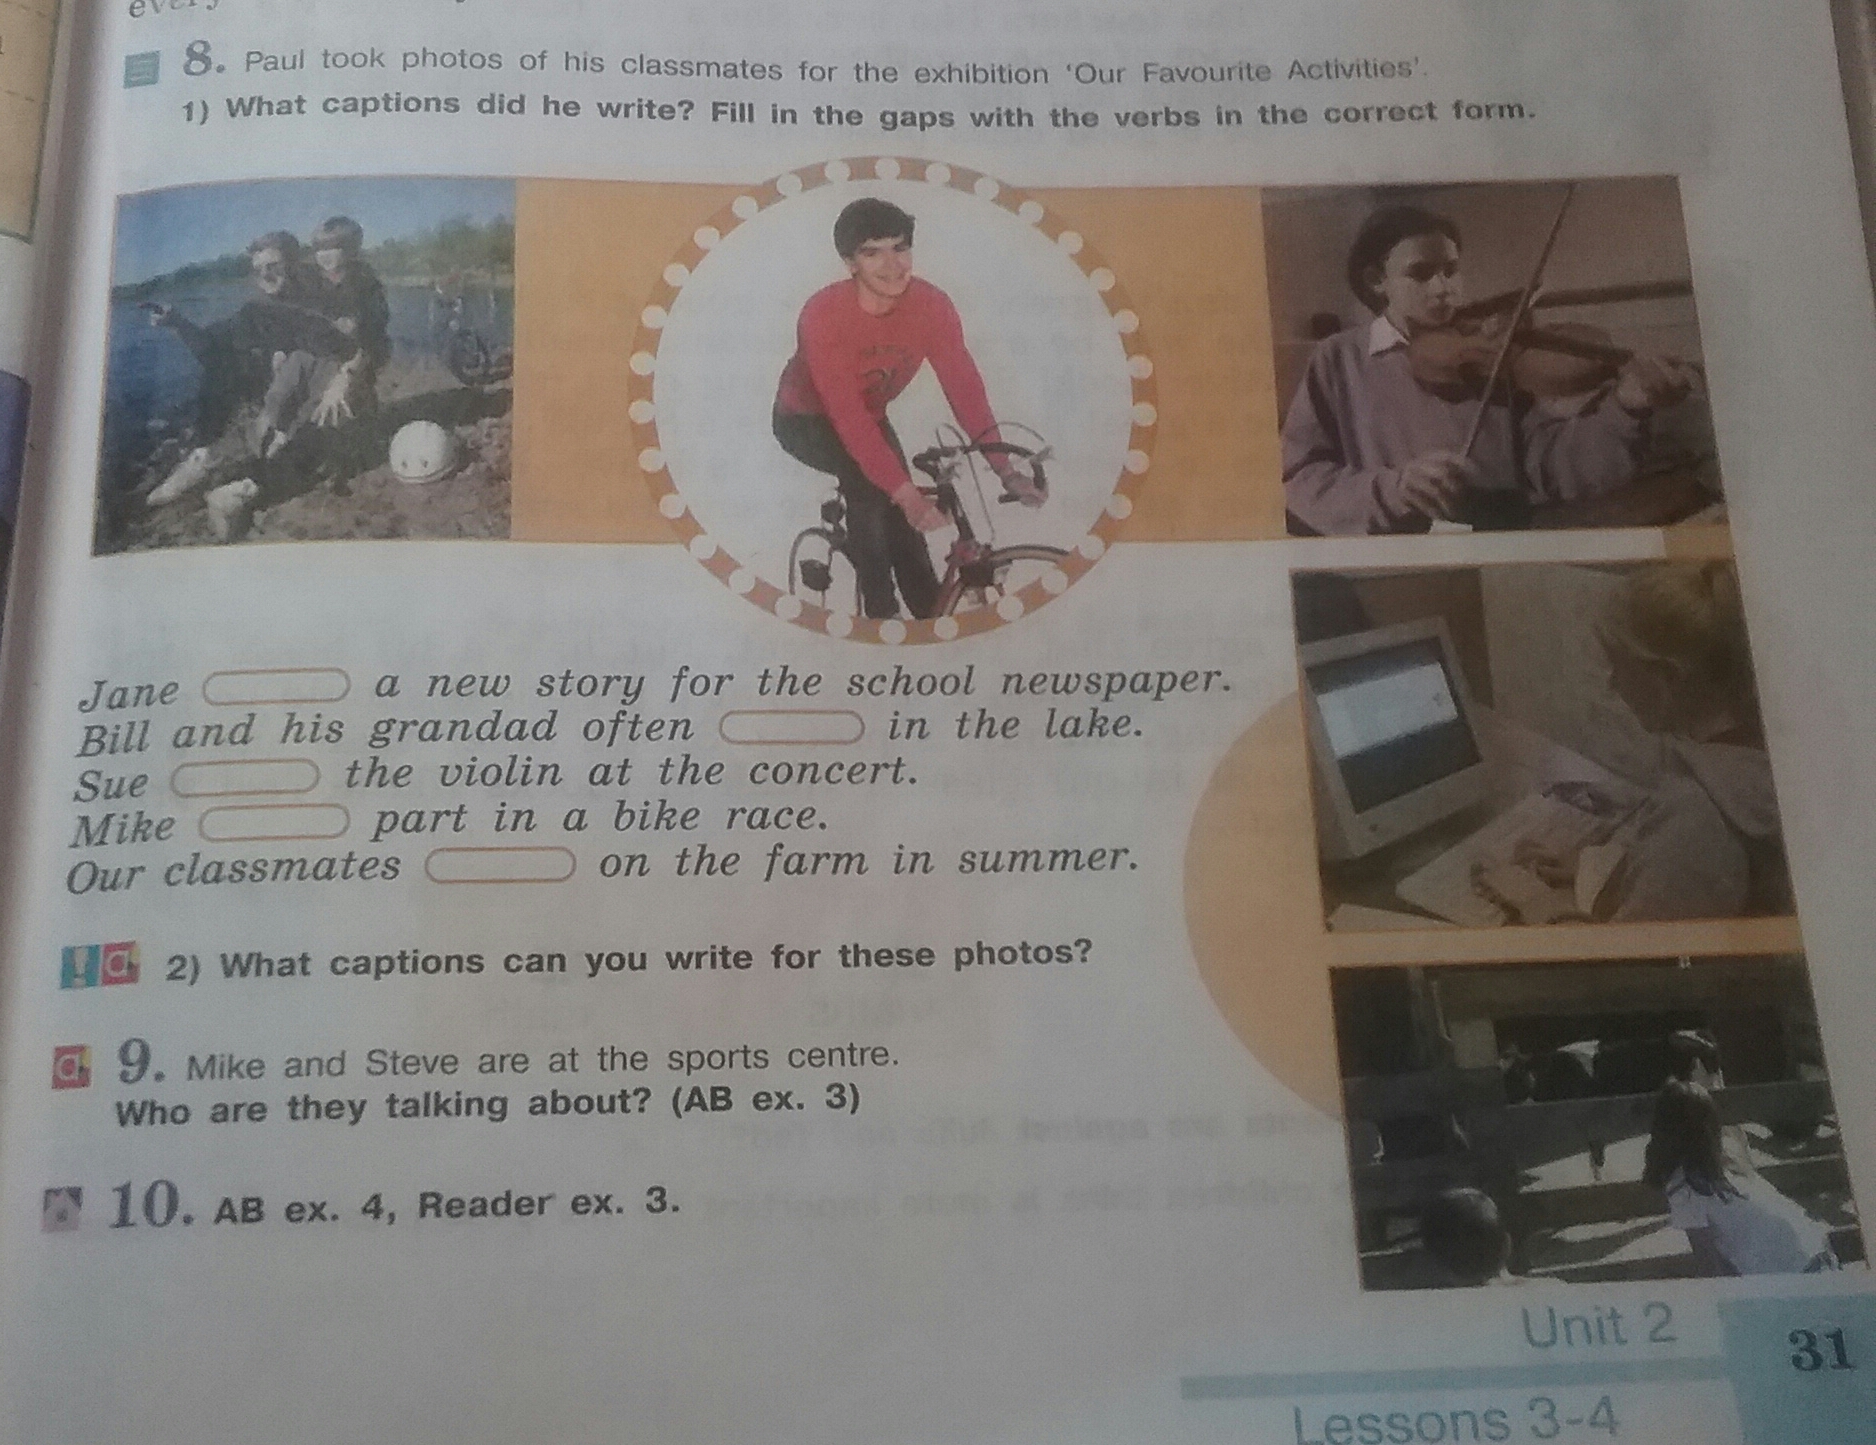 8. Paul took photos of his classmates for the exhibition ‘Our Favourite Activities’.
1) What captions did he write? Fill in the gaps with the verbs in the correct form.
Jane a new story for the school newspaper.
Bill and his grandad often in the lake.
Sue the violin at the concert.
Mike part in a bike race.
Our classmates on the farm in summer.
2) What captions can you write for these photos?
9. Mike and Steve are at the sports centre.
Who are they talking about? (AB ex. 3)
10. AB ex. 4, Reader ex. 3.
Unit 2
31
Lessons 3-4